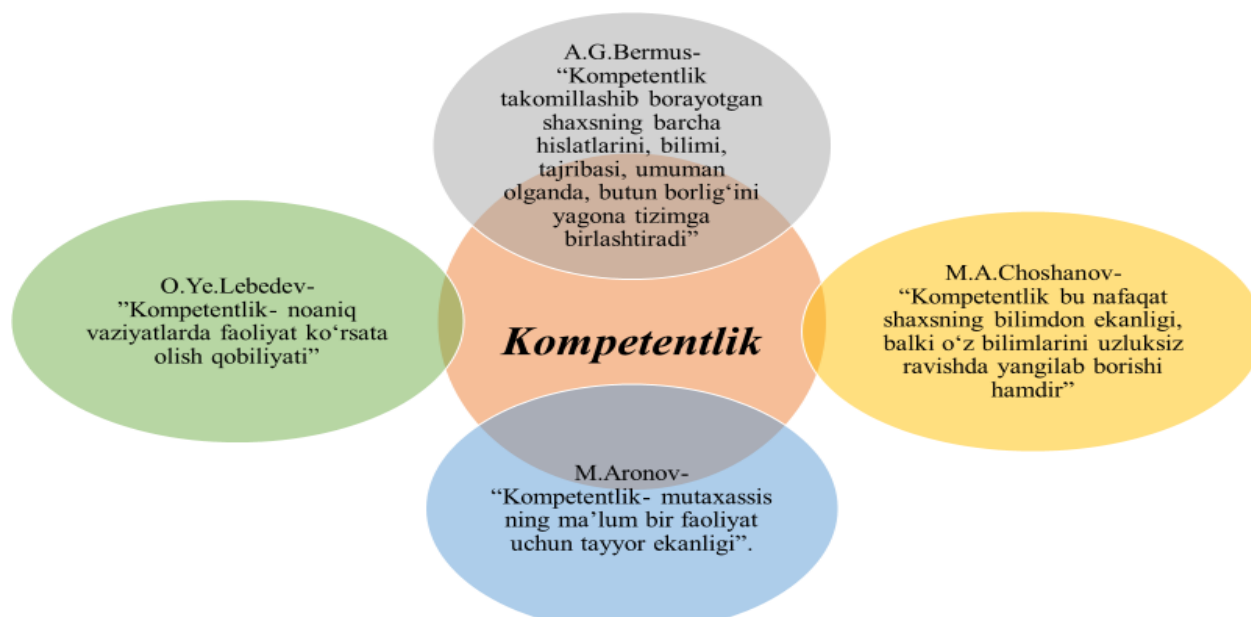 A.G.Bermus-
“Kompetentlik
takomillashib borayotgan
shaxsning barcha
hislatlarini, bilimi,
tajribasi, umuman
olganda, butun borlig‘ini
yagona tizimga
birlashtiradi”
O.Ye.Lebedev-
”Kompetentlik- noaniq
vaziyatlarda faoliyat ko‘rsata
olish qobiliyati”
Kompetentlik
M.A.Choshanov-
“Kompetentlik bu nafaqat
shaxsning bilimdon ekanligi,
balki o‘z bilimlarini uzluksiz
ravishda yangilab borishi
hamdir”
M.Aronov-
“Kompetentlik- mutaxassis
ning ma’lum bir faoliyat
uchun tayyor ekanligi”.